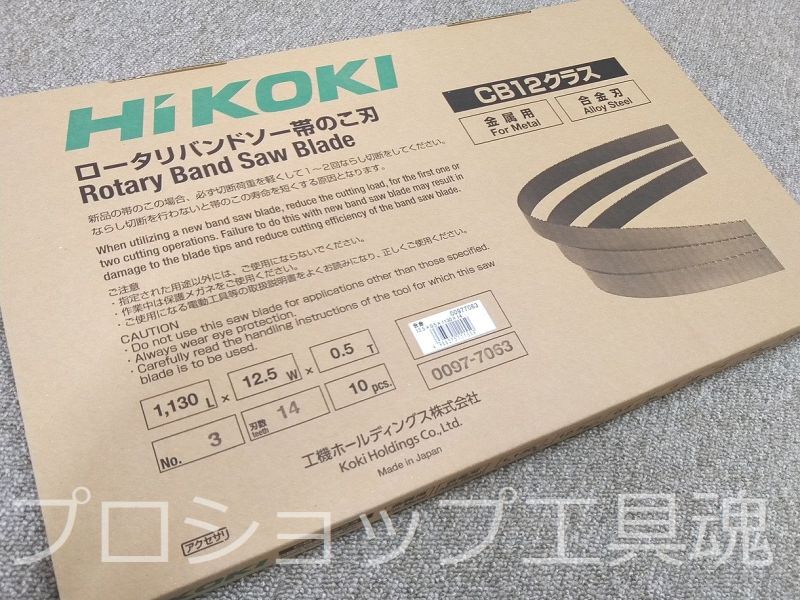 HiKOKI
CB12クラス
金属用
For Metal
合金刃
Alloy Steel
ロータリバンドソー帯のこ刃
Rotary Band Saw Blade
新品の帯のこの場合、必ず切断荷重を軽くして1～2回ならし切断をしてください。
ならし切断を行わないと帯のこの寿命を短くする原因となります。
When utilizing a new band saw blade, reduce the cutting load, for the first one or
two cutting operations. Failure to do this with new band saw blade may result in
damage to the blade tips and reduce cutting efficiency of the band saw blade.
ご注意
・指定された用途以外には、ご使用にならないでください。
・作業中は保護メガネをご使用ください。
・ご使用になる電動工具等の取扱説明書をよくお読みになり、正しくご使用ください。
CAUTION
・Do not use this saw blade for applications other than those specified.
・Always wear eye protection.
・Carefully read the handling instructions of the tool for which this saw
blade is to be used.
00977063
1,130 L × 12.5 W × 0.5 T
0097-7063
No. 3 刃数 teeth 14 10 pcs.
工機ホールディングス株式会社
Koki Holdings Co., Ltd.
Made in Japan
アクセサリ
プロショップ工具魂